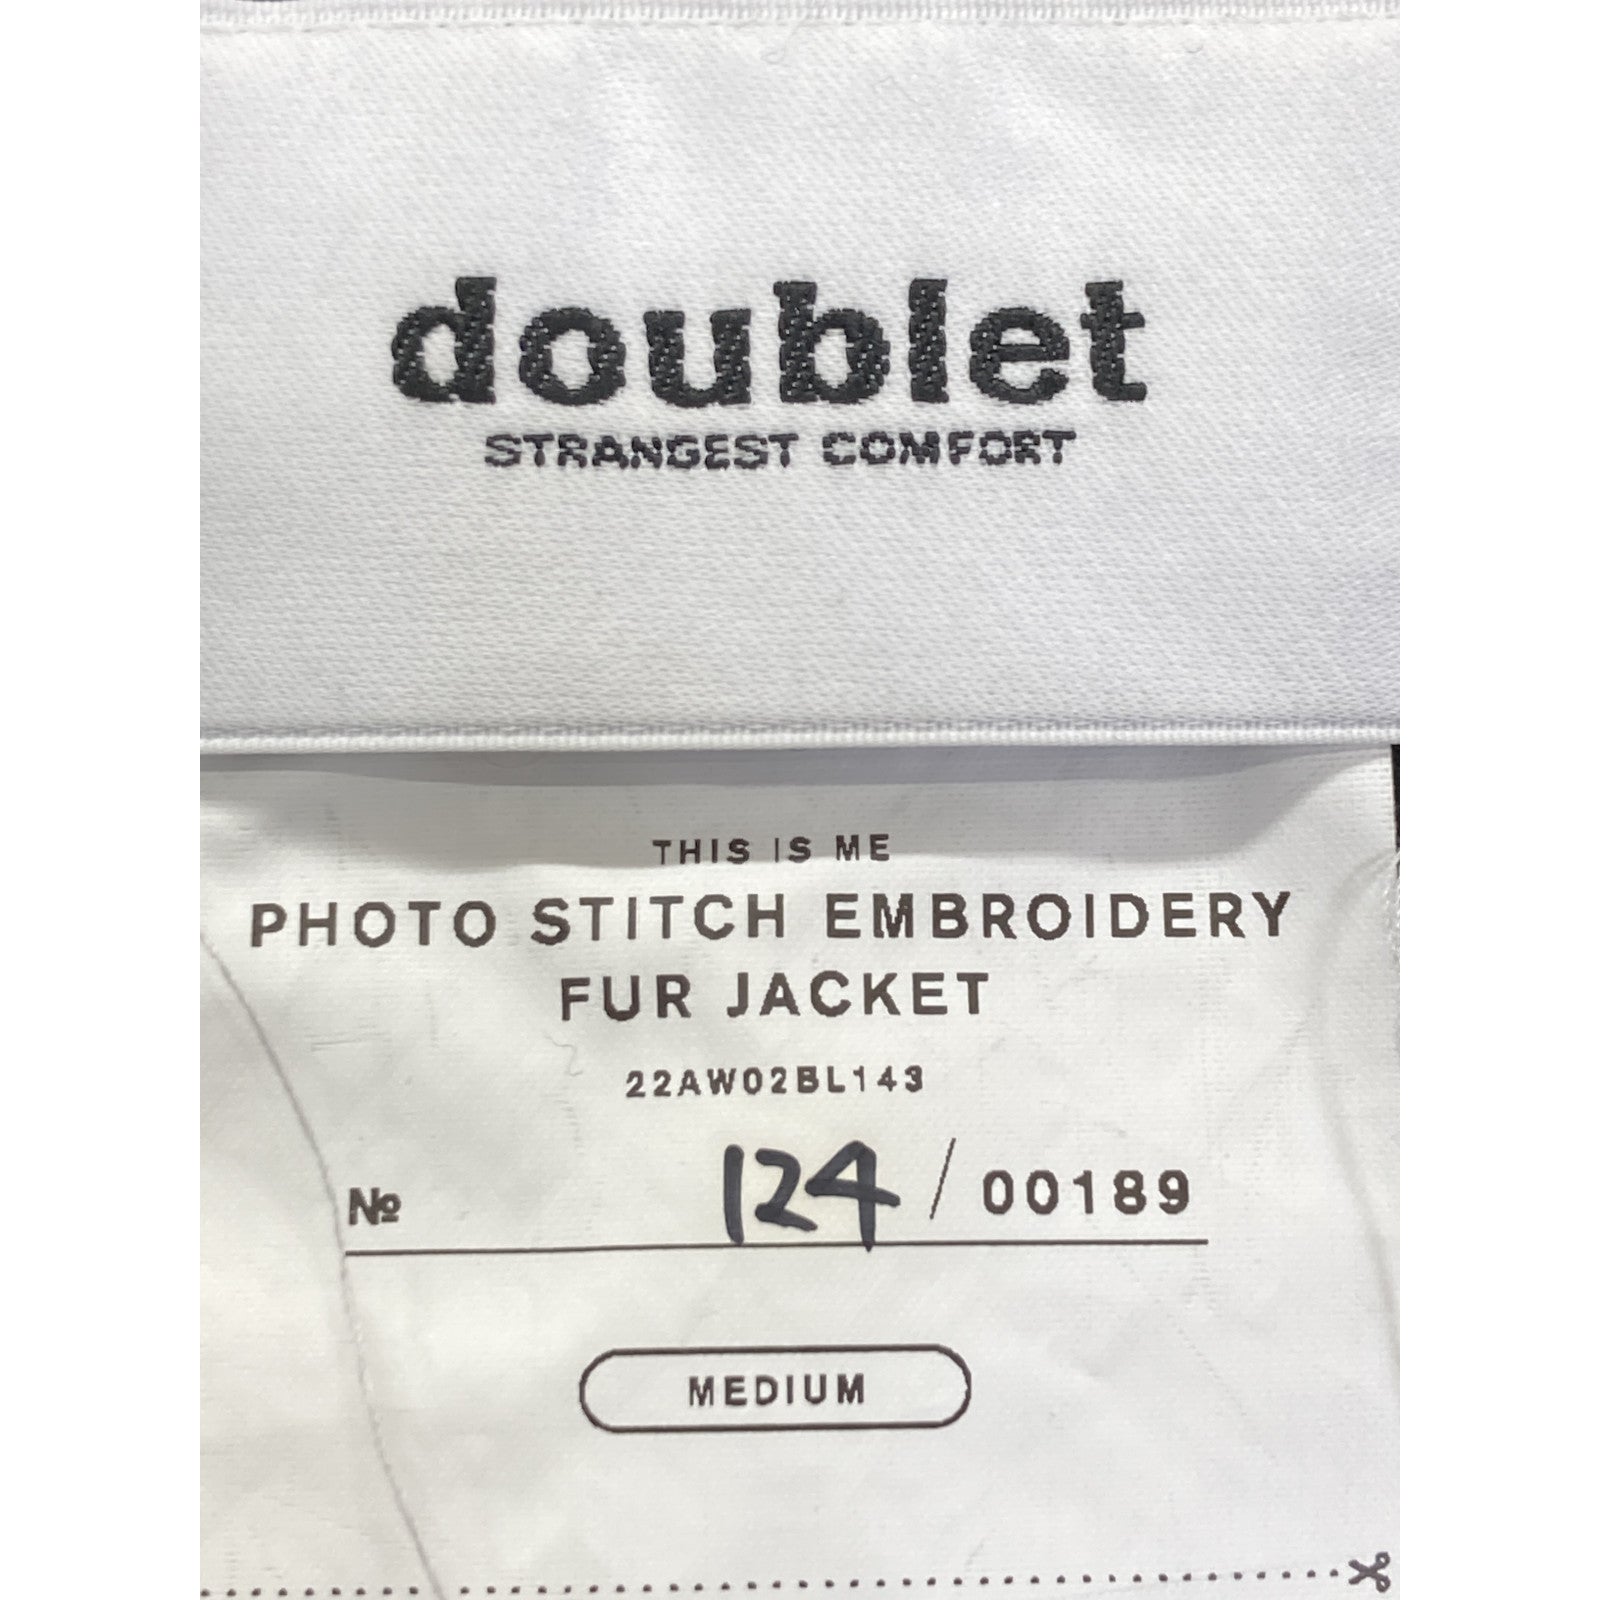 doublet
STRANGEST COMFORT
THIS IS ME
PHOTO STITCH EMBROIDERY
FUR JACKET
22AW02BL143
№ 124 / 00189
MEDIUM